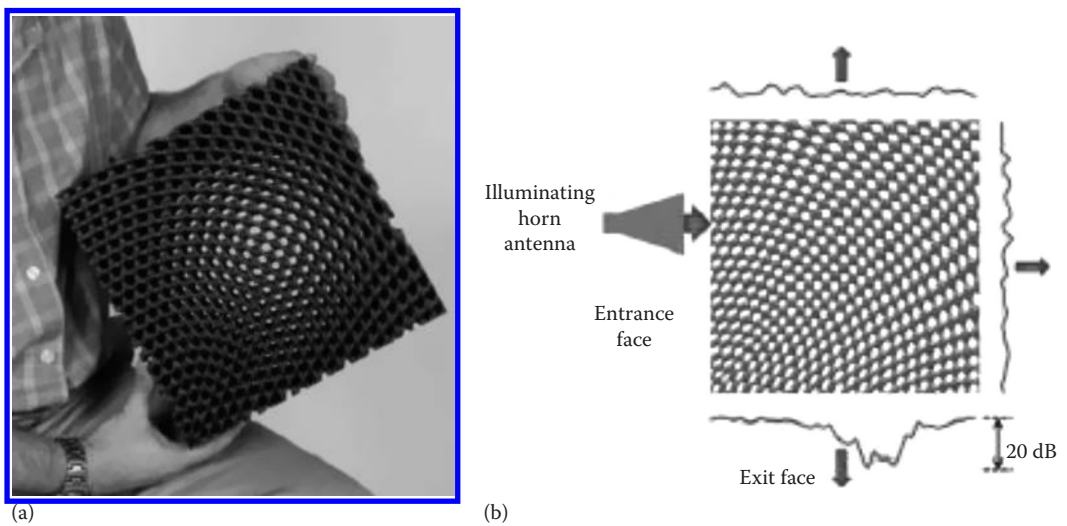 Illuminating
horn
antenna
Entrance
face
20 dB
Exit face
(a)
(b)